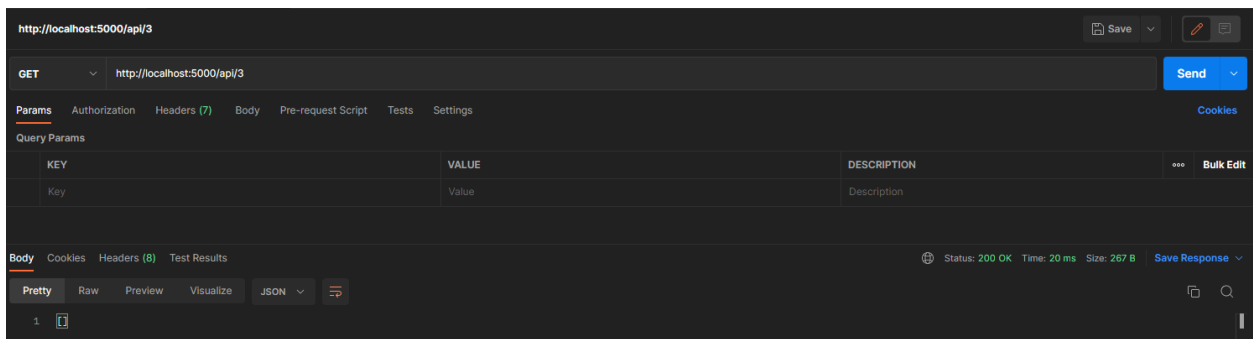 http://localhost:5000/api/3 Save
GET http://localhost:5000/api/3 Send
Params Authorization Headers (7) Body Pre-request Script Tests Settings Cookies
Query Params
KEY VALUE DESCRIPTION ooo Bulk Edit
Key Value Description
Body Cookies Headers (8) Test Results Status: 200 OK Time: 20 ms Size: 267 B Save Response
Pretty Raw Preview Visualize JSON
1 []